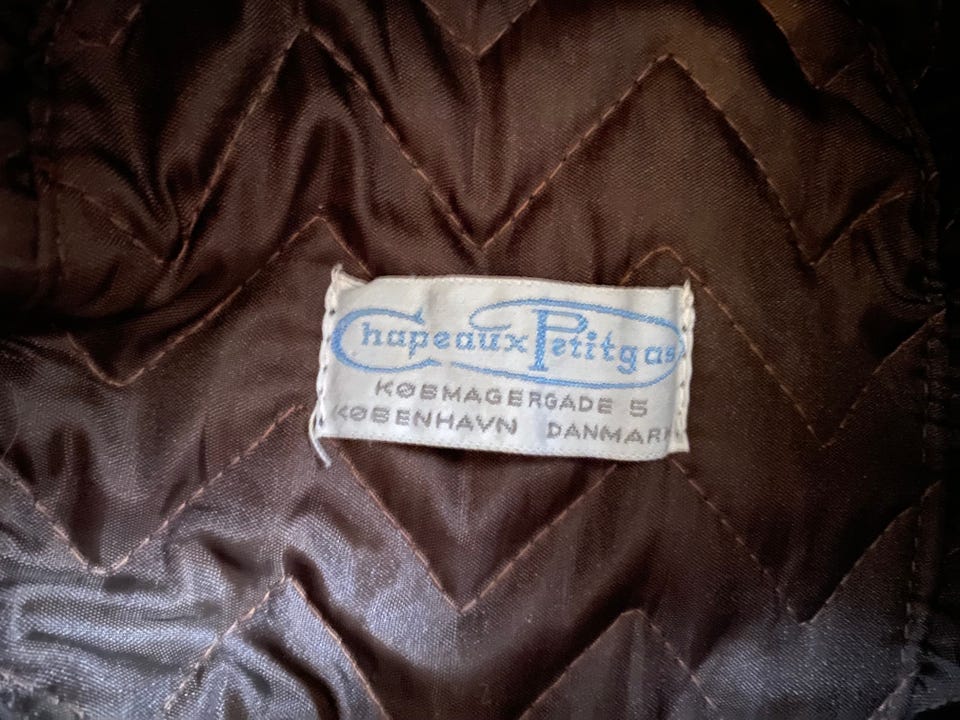 Chapeaux Petitgas
KØBMAGERGADE 5
KØBENHAVN DANMARK